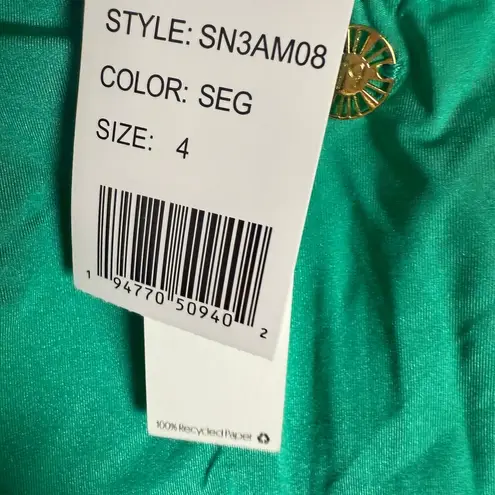 STYLE: SN3AM08
COLOR: SEG
SIZE: 4
1 94770 50940 2
100% Recycled Paper